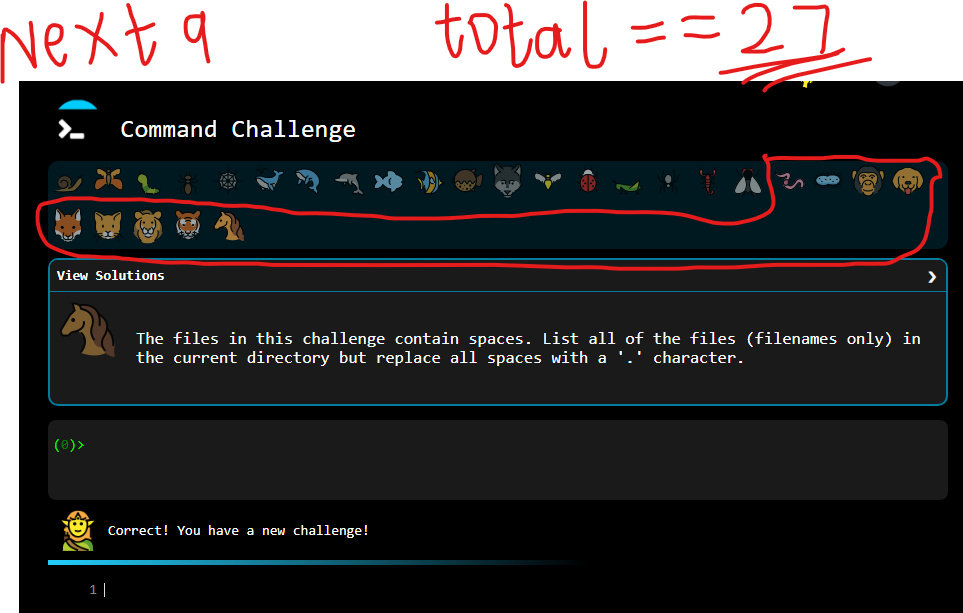 Next 9 total == 27
Command Challenge
View Solutions
The files in this challenge contain spaces. List all of the files (filenames only) in
the current directory but replace all spaces with a '.' character.
(0)>
Correct! You have a new challenge!
1